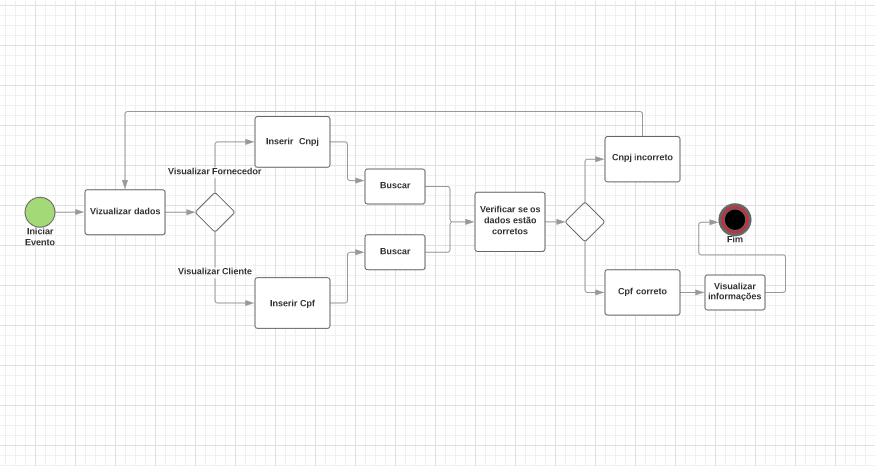 Iniciar
Evento
Vizualizar dados
Visualizar Fornecedor
Visualizar Cliente
Inserir Cnpj
Inserir Cpf
Buscar
Buscar
Verificar se os
dados estão
corretos
Cnpj incorreto
Cpf correto
Visualizar
informações
Fim